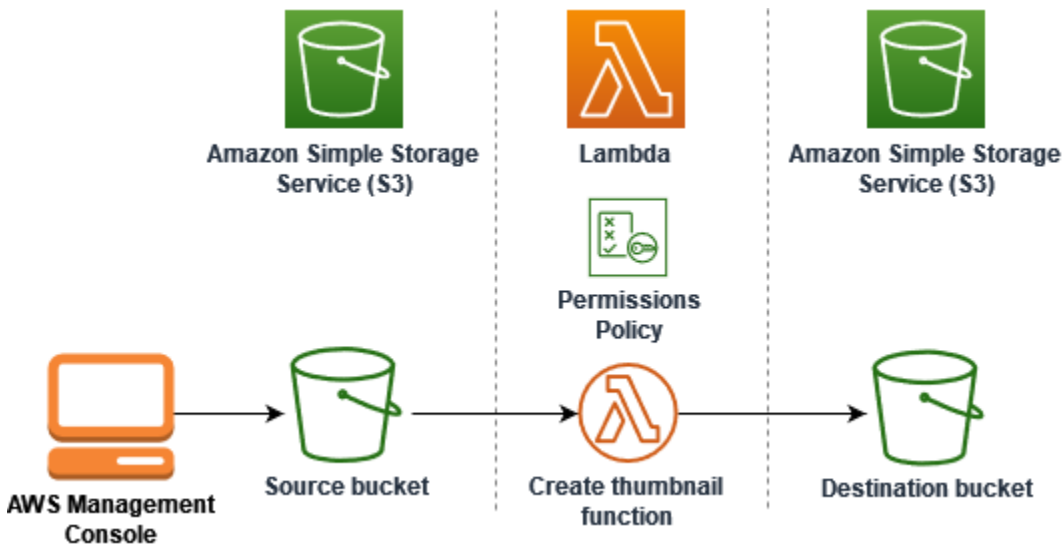 Amazon Simple Storage
Service (S3)
Lambda
Amazon Simple Storage
Service (S3)
Permissions
Policy
AWS Management
Console
Source bucket
Create thumbnail
function
Destination bucket